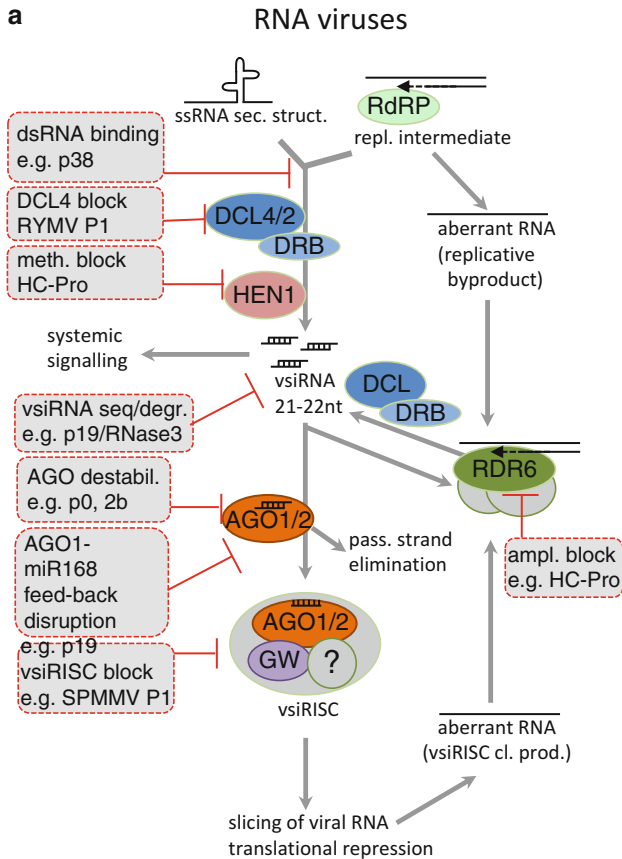 a
RNA viruses
ssRNA sec. struct.
RdRP
repl. intermediate
dsRNA binding
e.g. p38
DCL4 block
RYMV P1
DCL4/2
DRB
meth. block
HC-Pro
HEN1
aberrant RNA
(replicative
byproduct)
systemic
signalling
vsiRNA
21-22nt
DCL
DRB
vsiRNA seq/degr.
e.g. p19/RNase3
RDR6
AGO destabil.
e.g. p0, 2b
AGO1/2
pass. strand
elimination
ampl. block
e.g. HC-Pro
AGO1-
miR168
feed-back
disruption
e.g. p19
vsiRISC block
e.g. SPMMV P1
AGO1/2
GW
?
vsiRISC
aberrant RNA
(vsiRISC cl. prod.)
slicing of viral RNA
translational repression